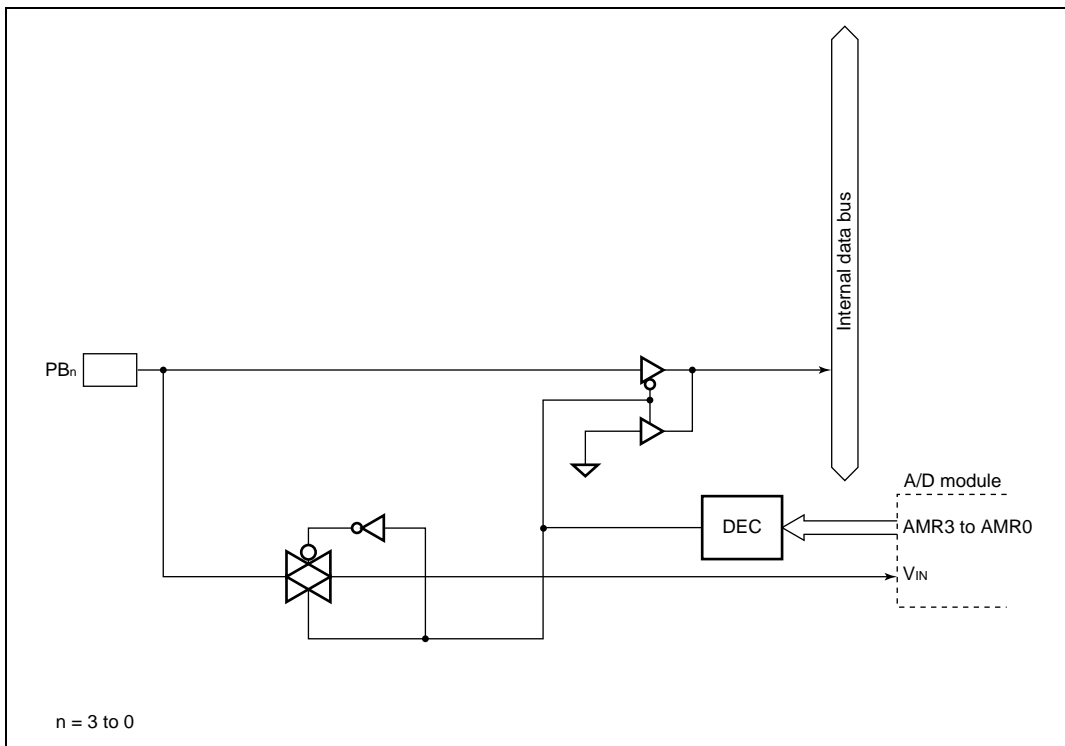 Internal data bus
PBn
A/D module
DEC
AMR3 to AMR0
VIN
n = 3 to 0